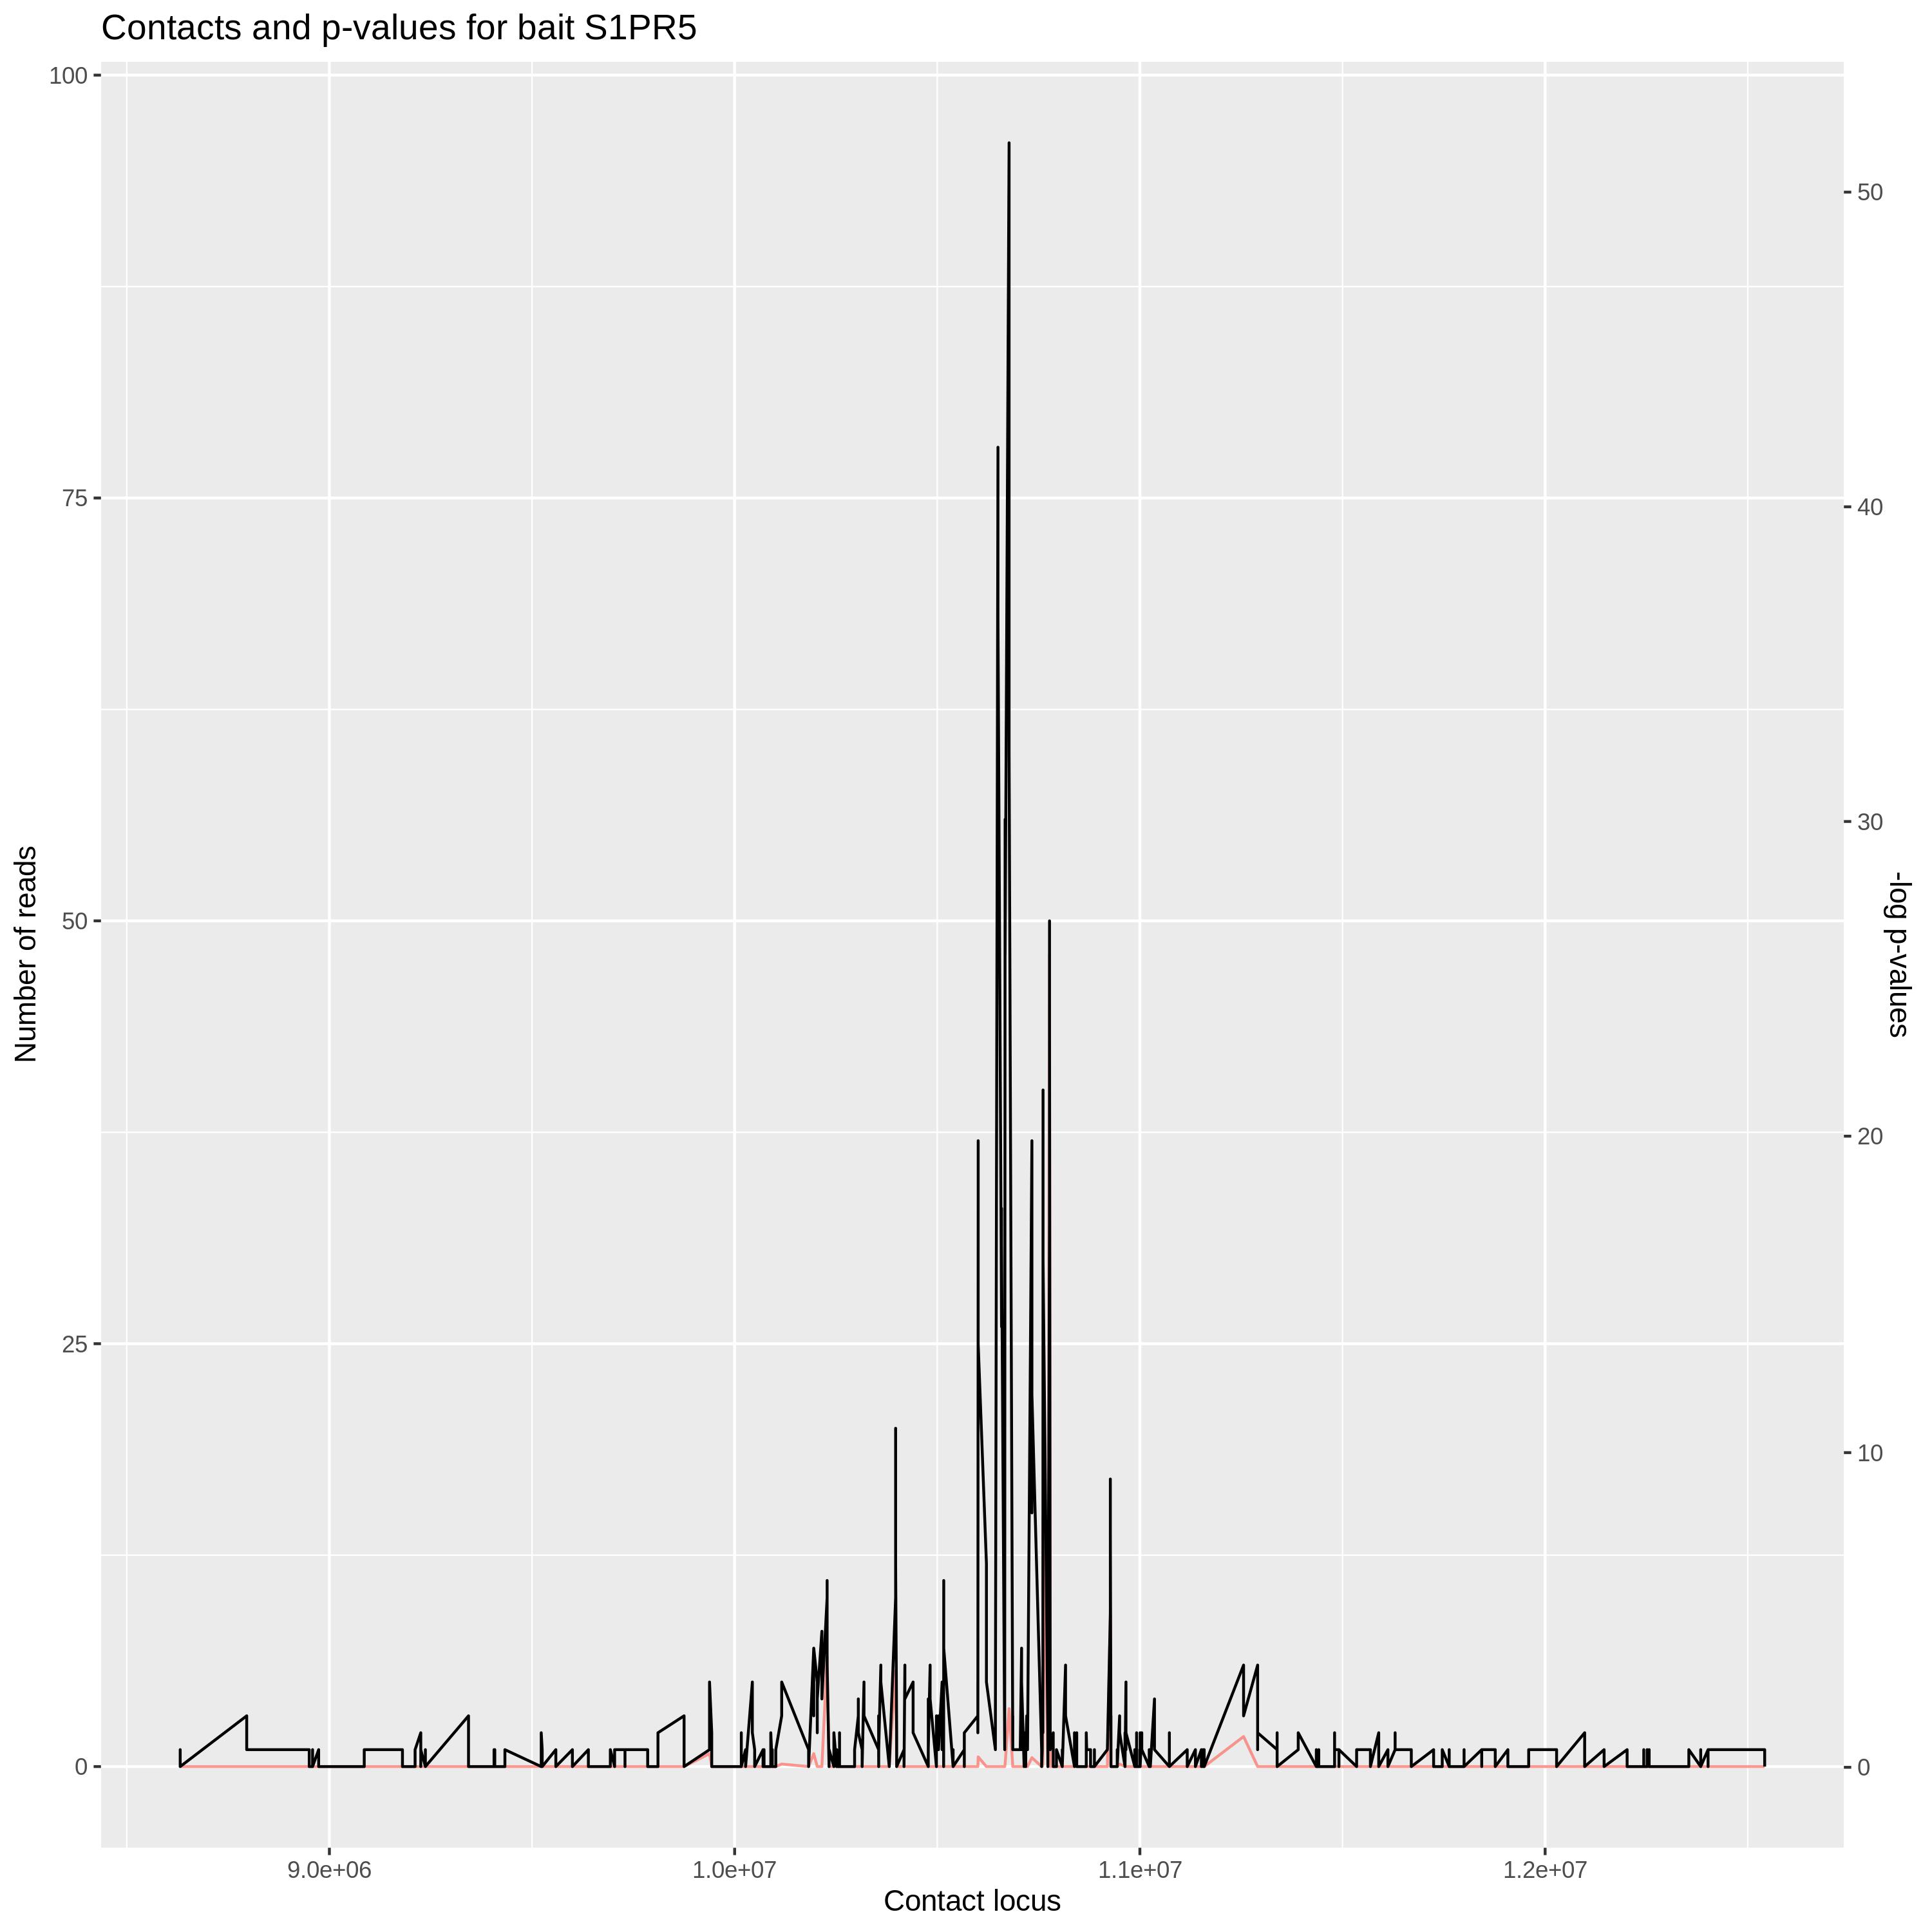 Contacts and p-values for bait S1PR5
100
75
50
25
0
Number of reads
50
40
30
20
10
0
-log p-values
9.0e+06
1.0e+07
1.1e+07
1.2e+07
Contact locus